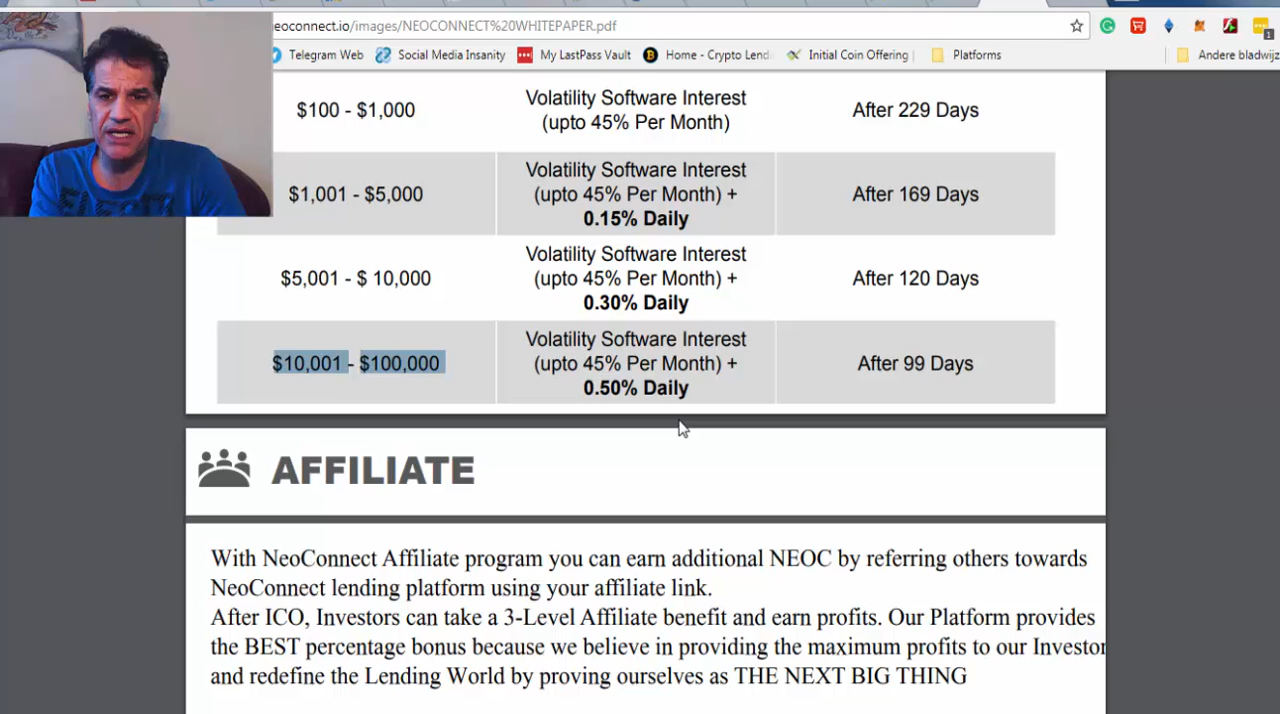 neoconnect.io/images/NEOCONNECT%20WHITEPAPER.pdf
Telegram Web Social Media Insanity My LastPass Vault Home - Crypto Lendi Initial Coin Offering | Platforms Andere bladwijz
1
$100 - $1,000 Volatility Software Interest (upto 45% Per Month) After 229 Days
$1,001 - $5,000 Volatility Software Interest (upto 45% Per Month) + 0.15% Daily After 169 Days
$5,001 - $ 10,000 Volatility Software Interest (upto 45% Per Month) + 0.30% Daily After 120 Days
$10,001 - $100,000 Volatility Software Interest (upto 45% Per Month) + 0.50% Daily After 99 Days
AFFILIATE
With NeoConnect Affiliate program you can earn additional NEOC by referring others towards
NeoConnect lending platform using your affiliate link.
After ICO, Investors can take a 3-Level Affiliate benefit and earn profits. Our Platform provides
the BEST percentage bonus because we believe in providing the maximum profits to our Investor
and redefine the Lending World by proving ourselves as THE NEXT BIG THING